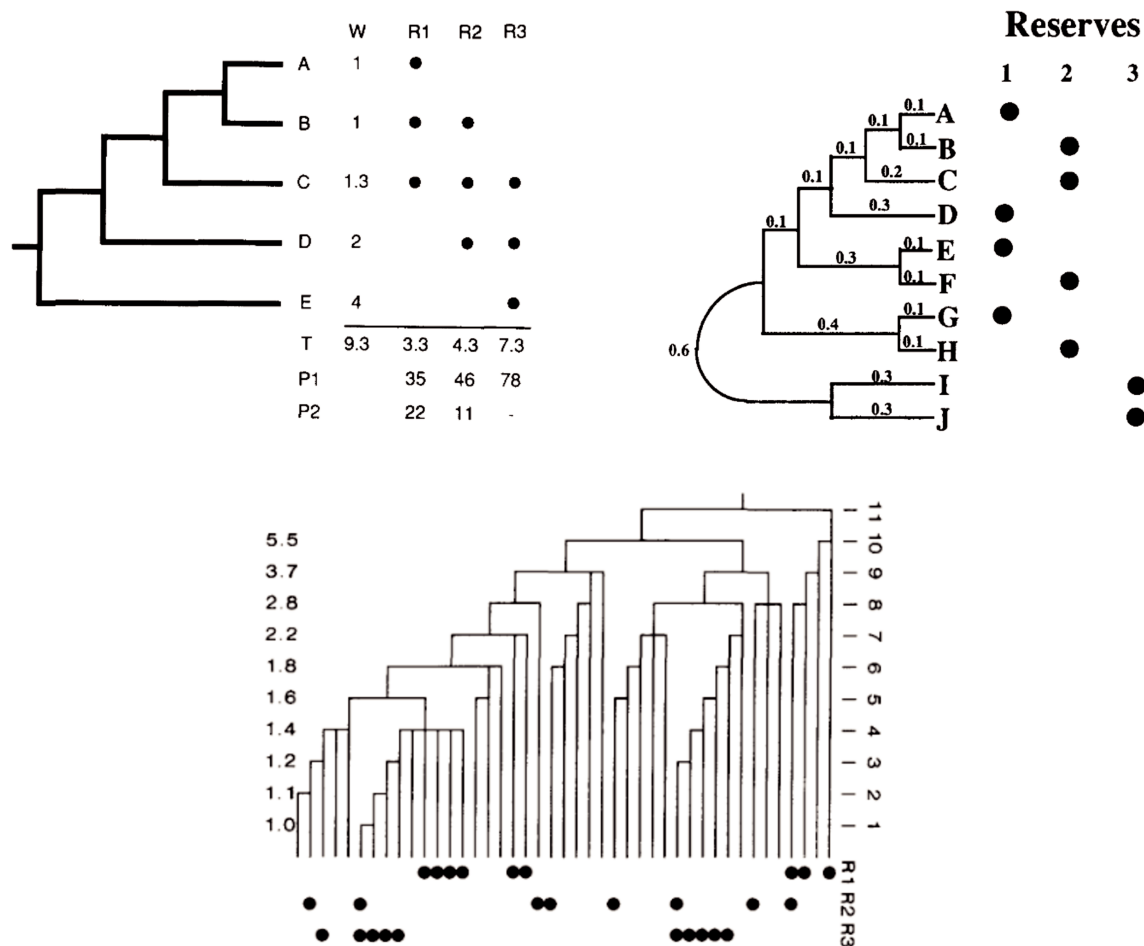 W R1 R2 R3
A 1
B 1
C 1.3
D 2
E 4
T 9.3 3.3 4.3 7.3
P1 35 46 78
P2 22 11 -
Reserves
1 2 3
0.1 A
0.1
0.1 B
0.1
0.2 C
0.1
0.3 D
0.1
0.1 E
0.3
0.1 F
0.1 G
0.4
0.1 H
0.6
0.3 I
0.3 J
11
5.5 10
3.7 9
2.8 8
2.2 7
1.8 6
1.6 5
1.4 4
1.2 3
1.1 2
1.0 1
R1 R2 R3